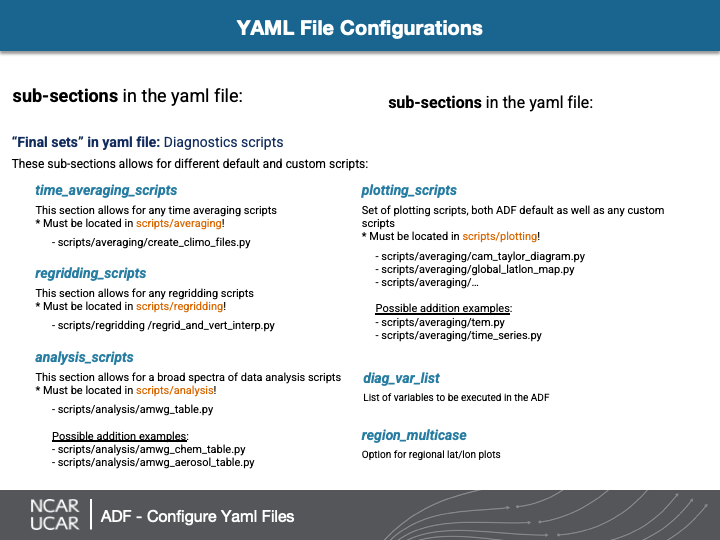 YAML File Configurations
sub-sections in the yaml file:
sub-sections in the yaml file:
“Final sets” in yaml file: Diagnostics scripts
These sub-sections allows for different default and custom scripts:
time_averaging_scripts
This section allows for any time averaging scripts
* Must be located in scripts/averaging!
- scripts/averaging/create_climo_files.py
regridding_scripts
This section allows for any regridding scripts
* Must be located in scripts/regridding!
- scripts/regridding /regrid_and_vert_interp.py
analysis_scripts
This section allows for a broad spectra of data analysis scripts
* Must be located in scripts/analysis!
- scripts/analysis/amwg_table.py
Possible addition examples:
- scripts/analysis/amwg_chem_table.py
- scripts/analysis/amwg_aerosol_table.py
plotting_scripts
Set of plotting scripts, both ADF default as well as any custom
scripts
* Must be located in scripts/plotting!
- scripts/averaging/cam_taylor_diagram.py
- scripts/averaging/global_latlon_map.py
- scripts/averaging/…
Possible addition examples:
- scripts/averaging/tem.py
- scripts/averaging/time_series.py
diag_var_list
List of variables to be executed in the ADF
region_multicase
Option for regional lat/lon plots
NCAR
UCAR
ADF - Configure Yaml Files